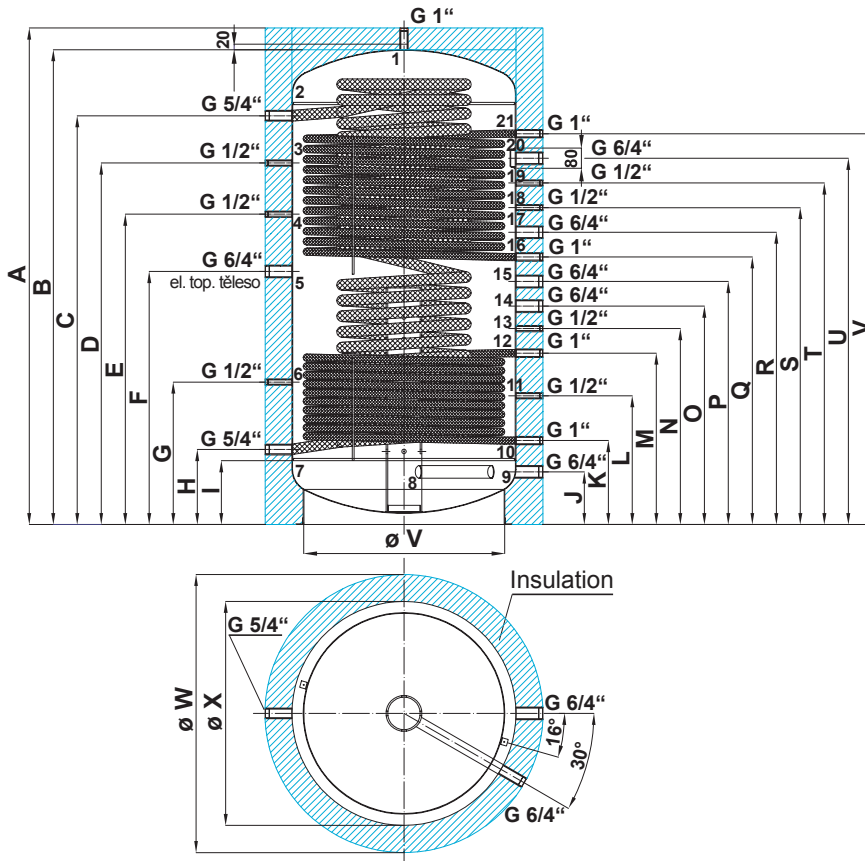 G 1“
20
1
2
G 5/4“
G 1/2“
3
G 1/2“
4
G 6/4“
el. top. těleso
5
G 1/2“
6
G 5/4“
7
8
21
G 1“
20
G 6/4“
80
19
G 1/2“
18
G 1/2“
17
G 6/4“
16
G 1“
15
G 6/4“
14
G 6/4“
13
G 1/2“
12
G 1“
11
G 1/2“
10
G 1“
9
G 6/4“
A
B
C
D
E
F
G
H
I
J
K
L
M
N
O
P
Q
R
S
T
U
V
ø V
Insulation
G 5/4“
ø W
ø X
G 6/4“
16°
30°
G 6/4“